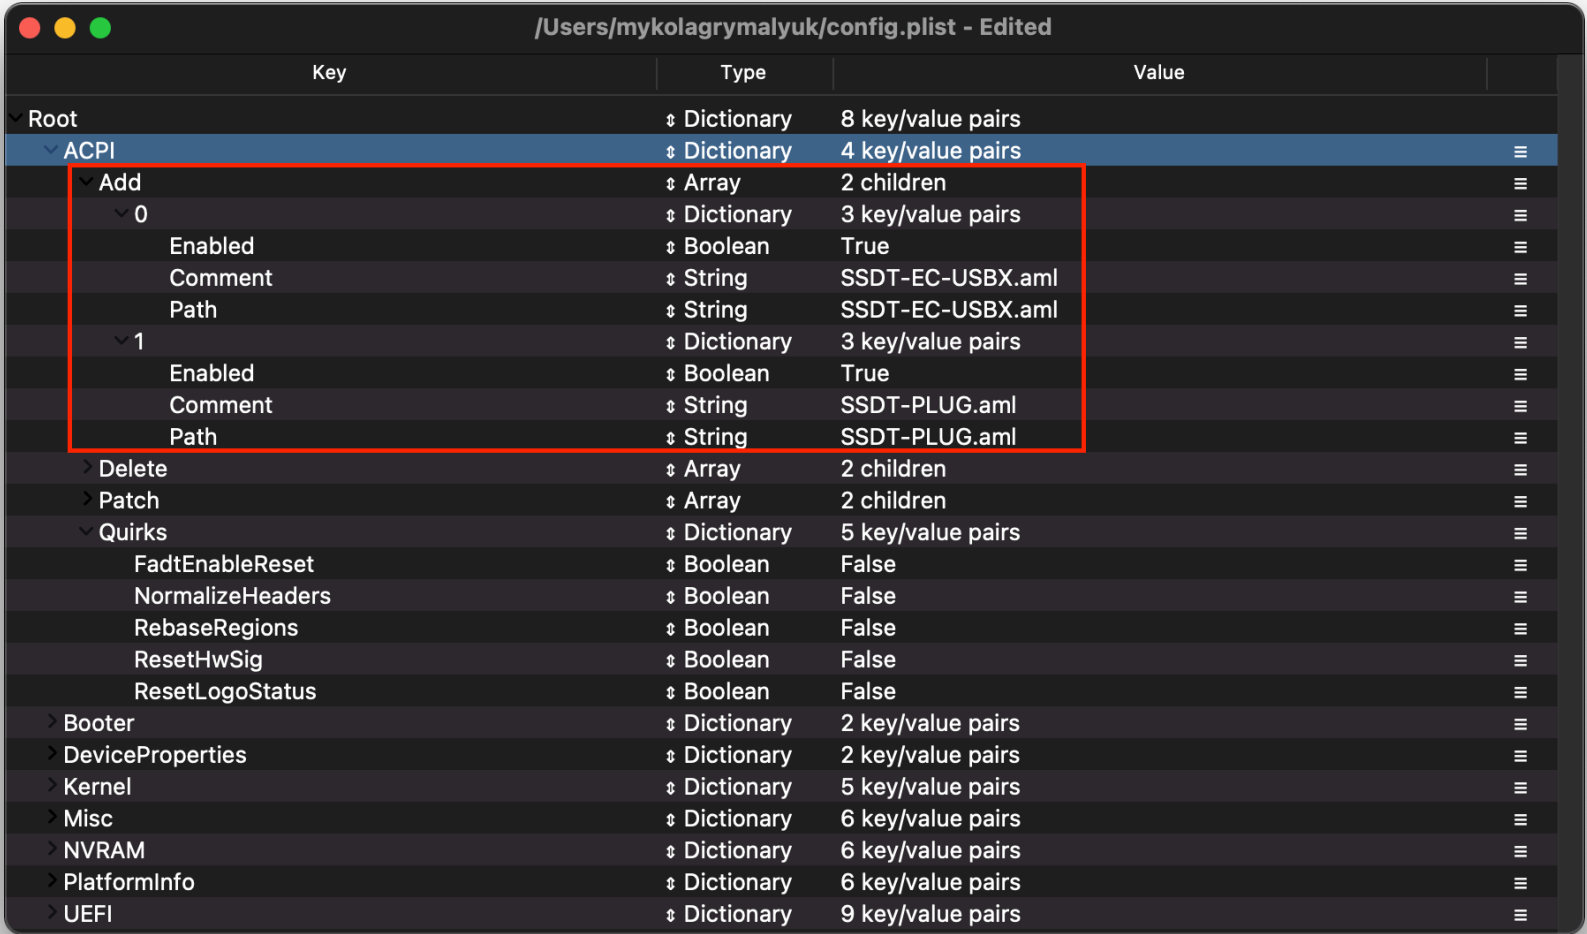 /Users/mykolagrymalyuk/config.plist - Edited
Key Type Value
Root Dictionary 8 key/value pairs
ACPI Dictionary 4 key/value pairs
Add Array 2 children
0 Dictionary 3 key/value pairs
Enabled Boolean True
Comment String SSDT-EC-USBX.aml
Path String SSDT-EC-USBX.aml
1 Dictionary 3 key/value pairs
Enabled Boolean True
Comment String SSDT-PLUG.aml
Path String SSDT-PLUG.aml
Delete Array 2 children
Patch Array 2 children
Quirks Dictionary 5 key/value pairs
FadtEnableReset Boolean False
NormalizeHeaders Boolean False
RebaseRegions Boolean False
ResetHwSig Boolean False
ResetLogoStatus Boolean False
Booter Dictionary 2 key/value pairs
DeviceProperties Dictionary 2 key/value pairs
Kernel Dictionary 5 key/value pairs
Misc Dictionary 6 key/value pairs
NVRAM Dictionary 6 key/value pairs
PlatformInfo Dictionary 6 key/value pairs
UEFI Dictionary 9 key/value pairs